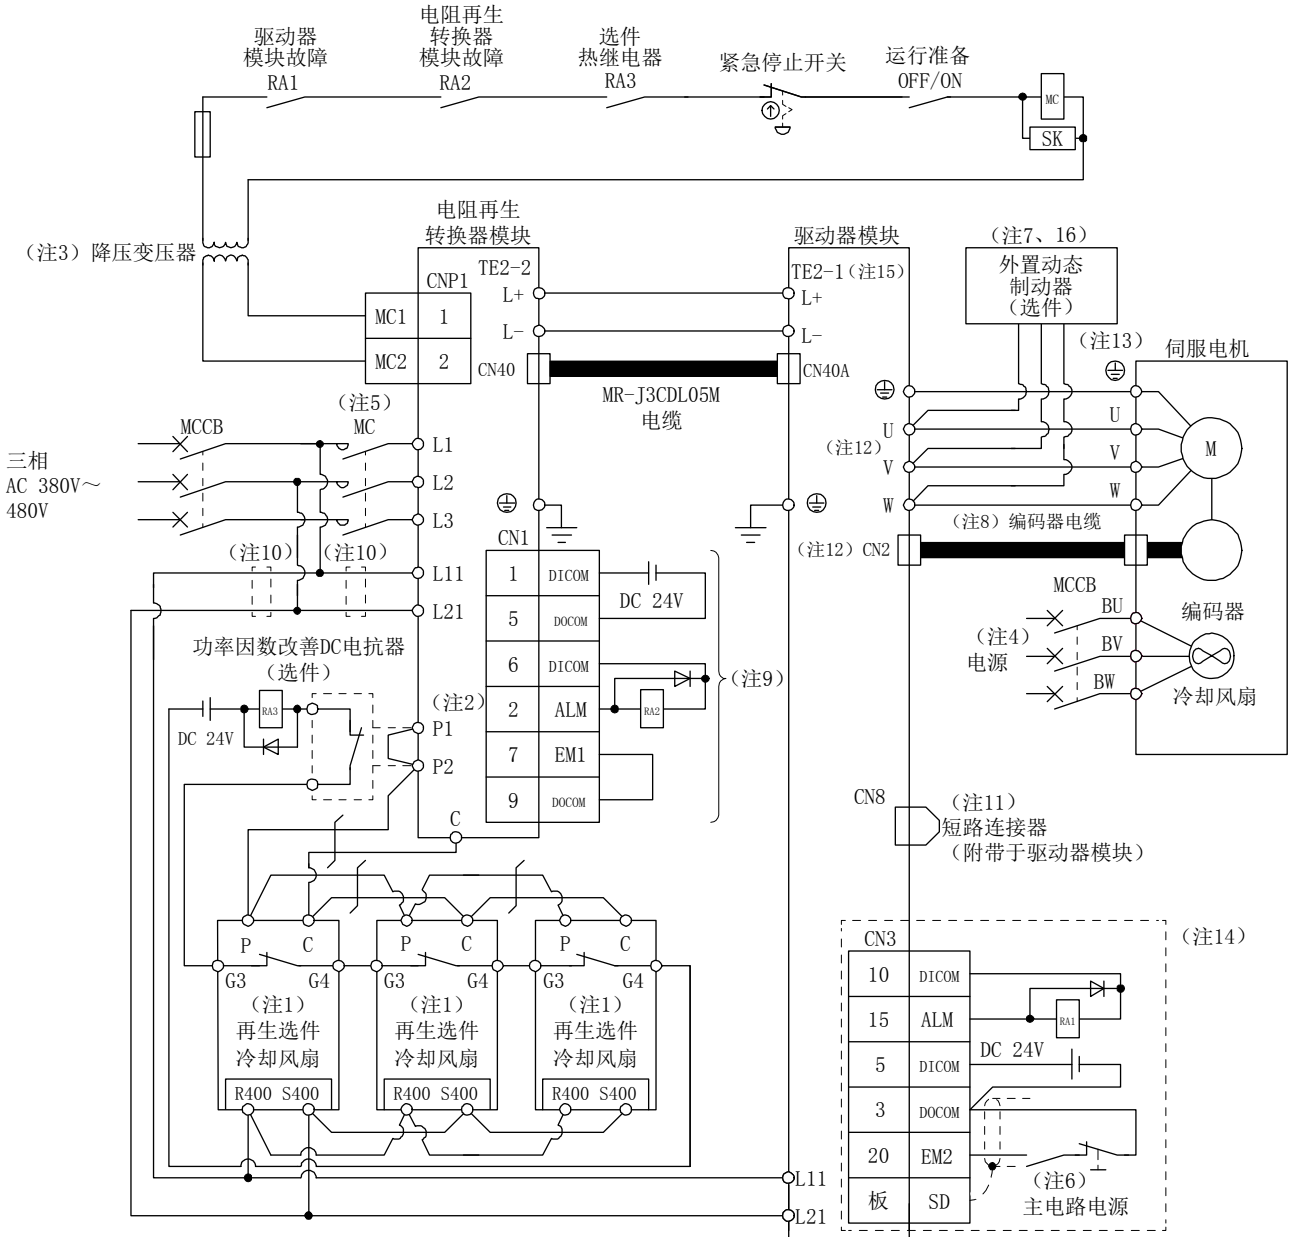 驱动器
模块故障
RA1
电阻再生
转换器
模块故障
RA2
选件
热继电器
RA3
紧急停止开关
运行准备
OFF/ON
MC
SK
（注3）降压变压器
电阻再生
转换器模块
驱动器模块
（注7、16）
外置动态
制动器
（选件）
CNP1
TE2-2
L+
L-
MC1 1
MC2 2
CN40
TE2-1（注15）
L+
L-
CN40A
MR-J3CDL05M
电缆
（注13）
伺服电机
（注5）
MCCB
MC
三相
AC 380V～
480V
L1
L2
L3
U
（注12）
V
W
U
V
W
M
（注10）
（注10）
L11
L21
CN1
1 DICOM
5 DOCOM
6 DICOM
2 ALM
7 EM1
9 DOCOM
DC 24V
RA2
（注9）
（注8）编码器电缆
（注12）CN2
编码器
MCCB
（注4）
电源
BU
BV
BW
冷却风扇
功率因数改善DC电抗器
（选件）
DC 24V
RA3
（注2）
P1
P2
C
CN8
（注11）
短路连接器
（附带于驱动器模块）
P C
G3 G4
（注1）
再生选件
冷却风扇
R400 S400
P C
G3 G4
（注1）
再生选件
冷却风扇
R400 S400
P C
G3 G4
（注1）
再生选件
冷却风扇
R400 S400
L11
L21
（注14）
CN3
10 DICOM
15 ALM
5 DICOM
3 DOCOM
20 EM2
板 SD
RA1
DC 24V
（注6）
主电路电源